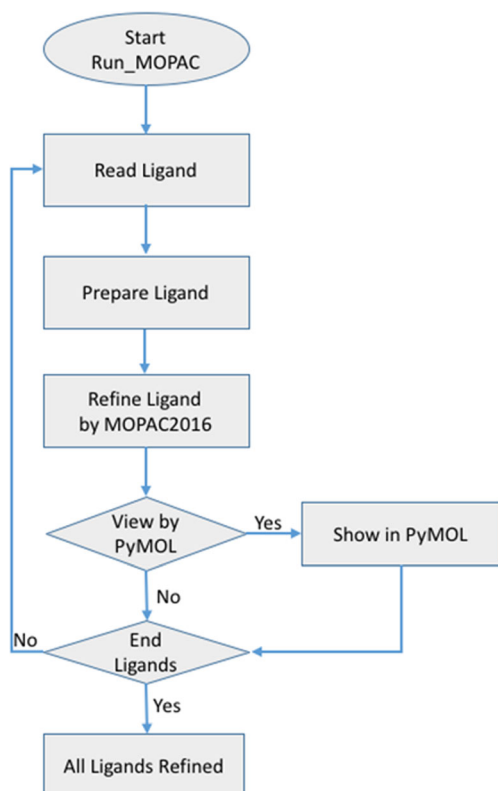 Start
Run_MOPAC
Read Ligand
Prepare Ligand
Refine Ligand
by MOPAC2016
View by
PyMOL
Yes
Show in PyMOL
No
End
Ligands
No
Yes
All Ligands Refined